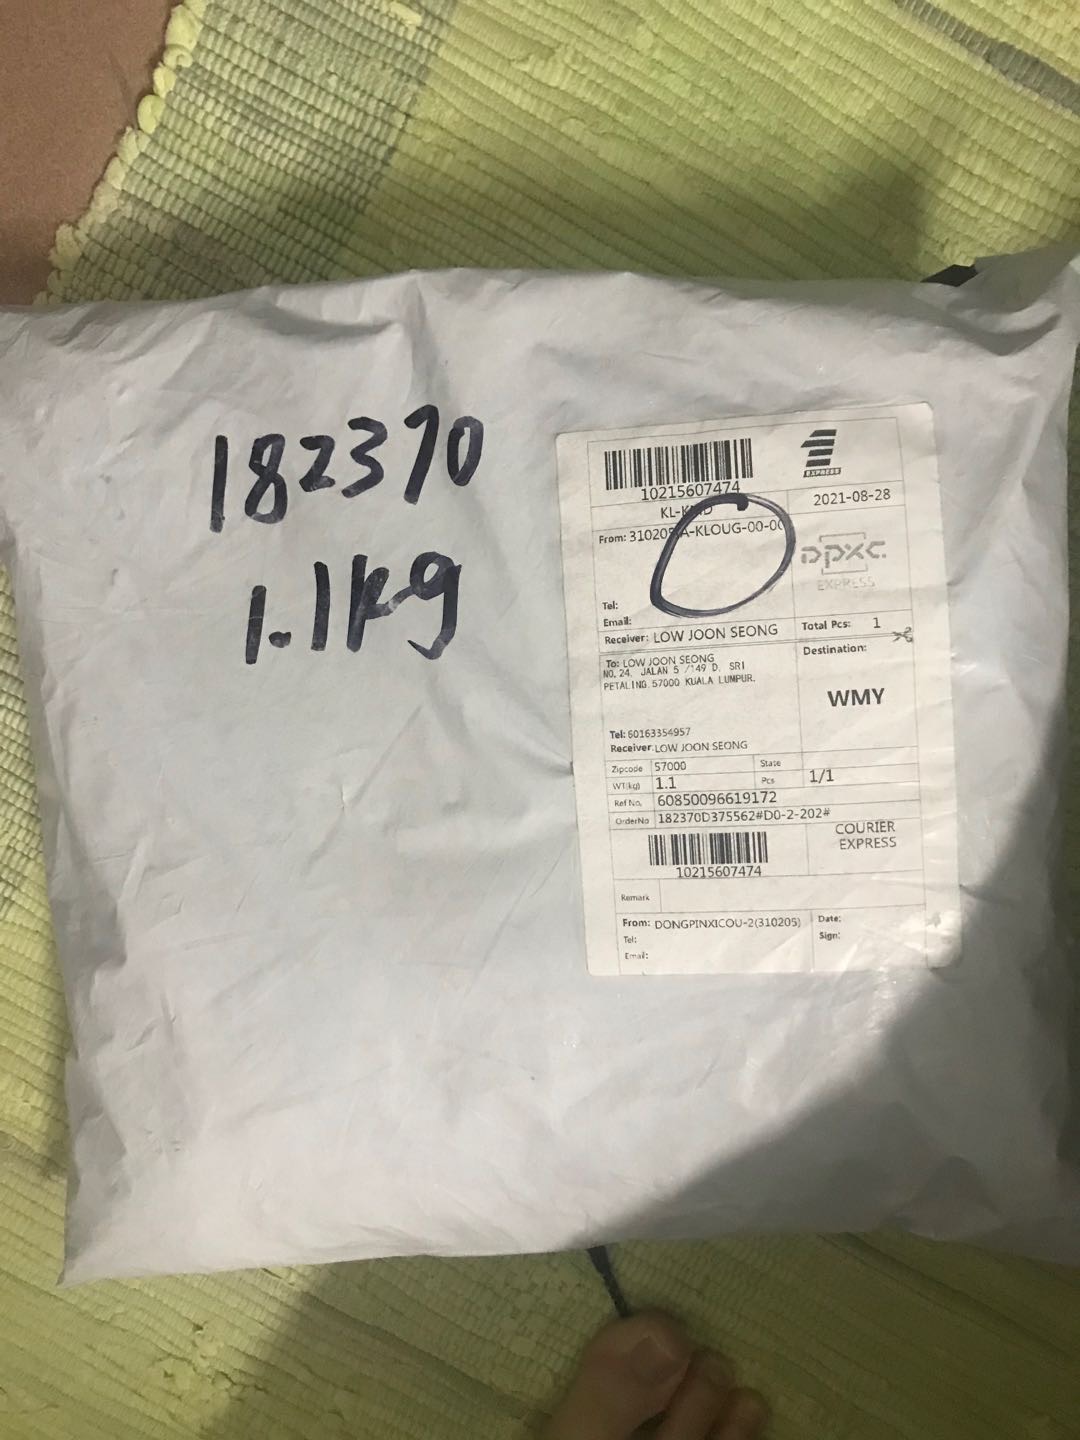 182370
1.1kg
10215607474
EXPRESS
2021-08-28
From: 310205
DPXC.
EXPRESS
Tel:
Email:
Receiver: LOW JOON SEONG
Total Pcs: 1
To: LOW JOON SEONG
NO.24, JALAN 5 /149 D, SRI
PETALING 57000 KUALA LUMPUR.
Destination:
WMY
Tel: 60163354957
Receiver: LOW JOON SEONG
Zipcode 57000 State
WT(kg) 1.1 Pcs 1/1
Ref No. 60850096619172
OrderNo 182370D375562#D0-2-202#
10215607474
COURIER
EXPRESS
Remark
From: DONGPINXICOU-2(310205)
Tel:
Email:
Date:
Sign: